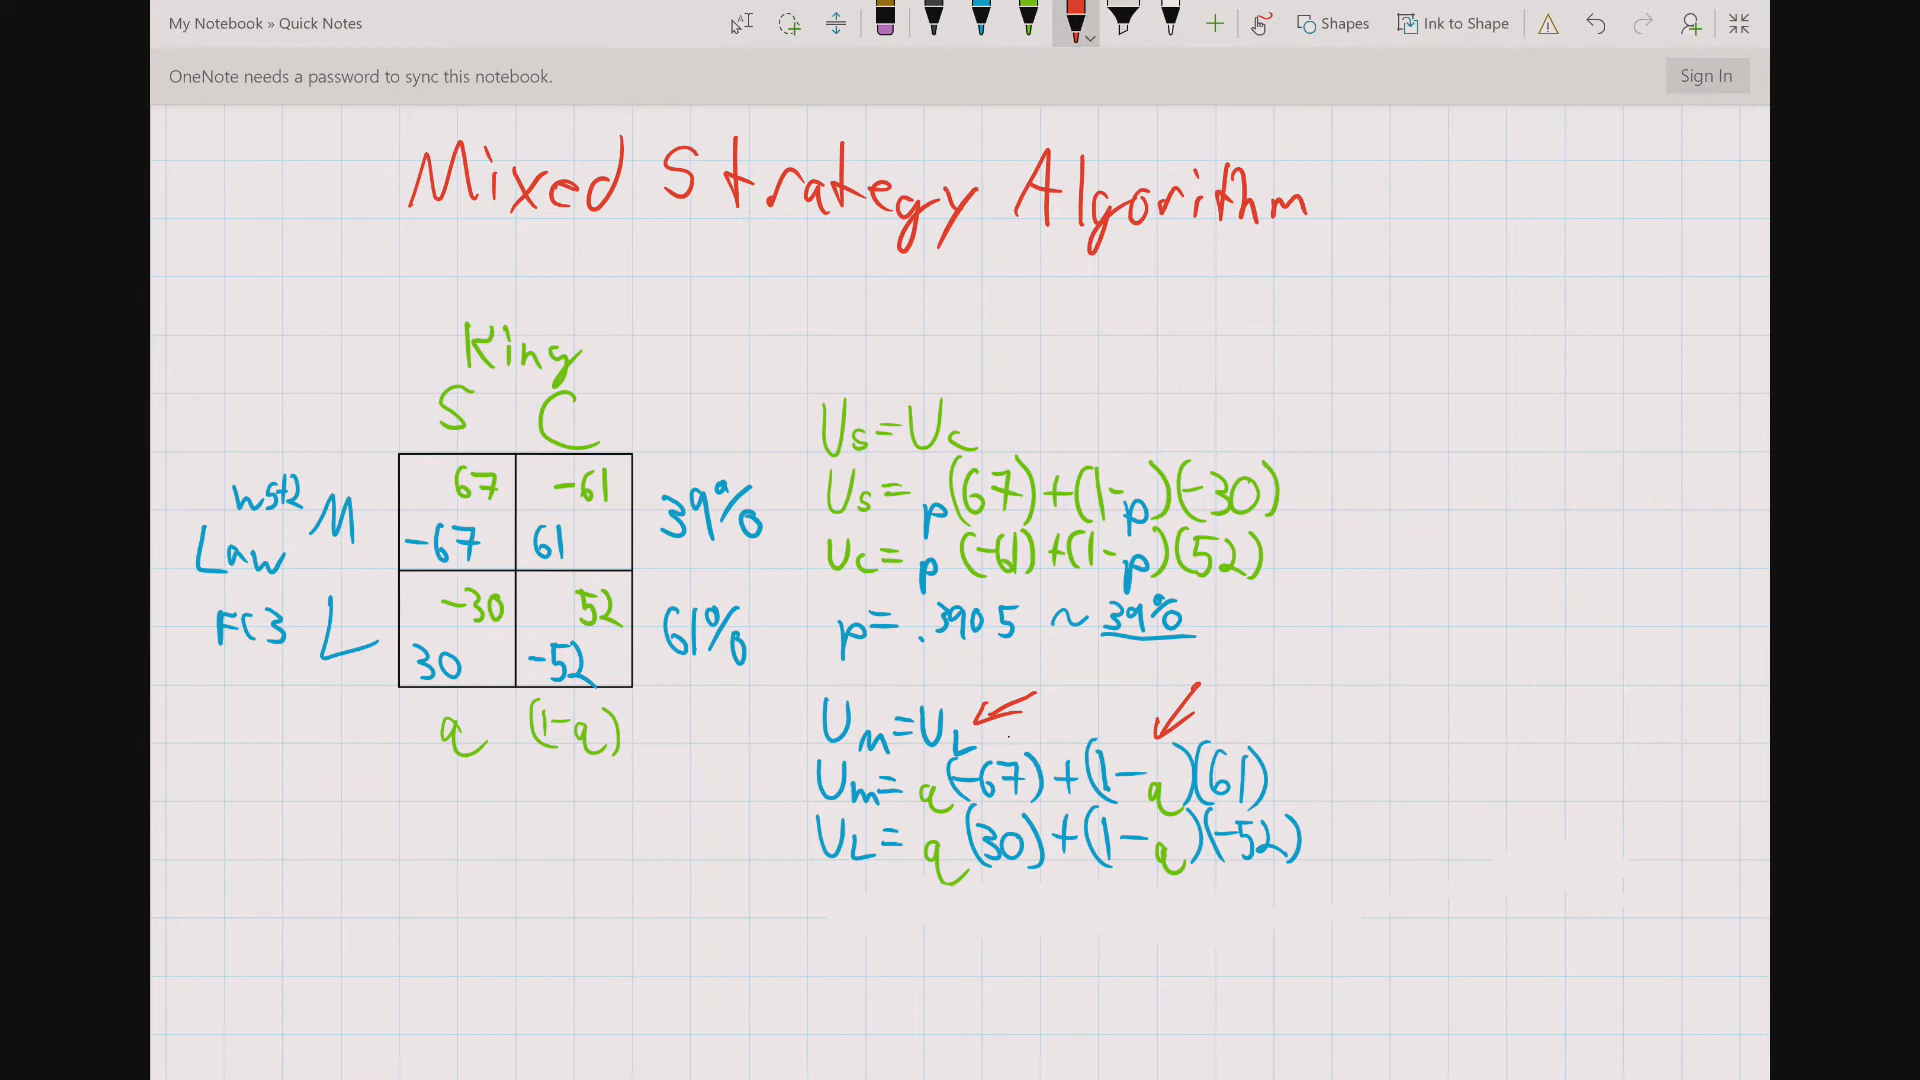 My Notebook » Quick Notes
Shapes
Ink to Shape
OneNote needs a password to sync this notebook.
Sign In
Mixed Strategy Algorithm
King
S C
67 -61
-67 61
-30 52
30 -52
Law
M
FC3 L
39%
61%
q (1-q)
Us=Uc
Us= p(67)+(1-p)(-30)
Uc= p(-61)+(1-p)(52)
p= .3905 ~ 39%
UM=UL
Um= q(-67)+(1-q)(61)
UL= q(30)+(1-q)(-52)